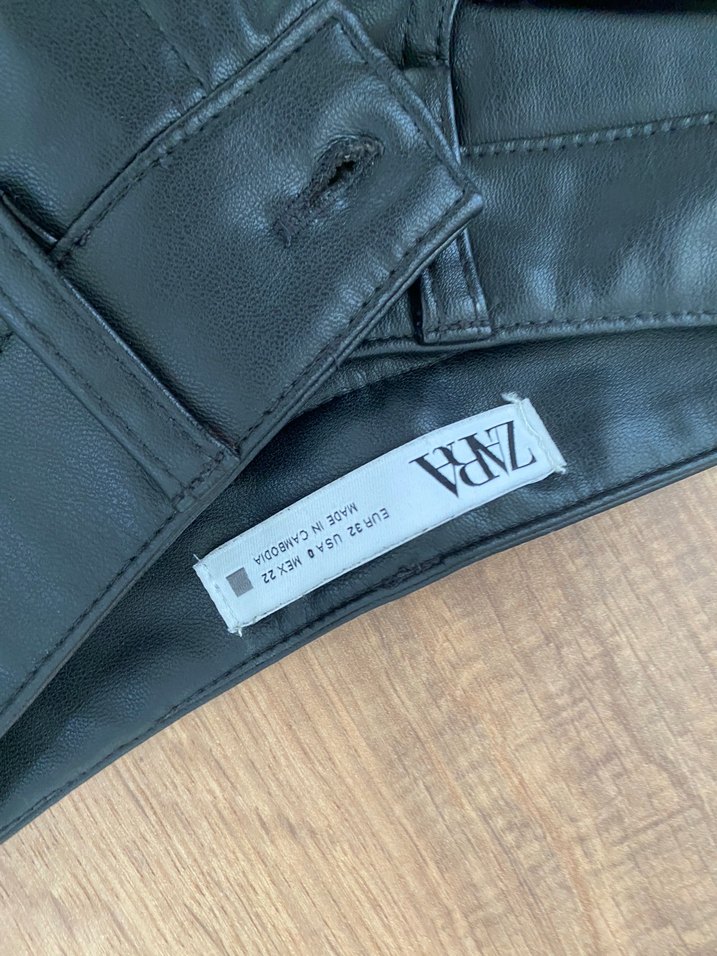 ZARA
EUR 32 USA 0 MEX 22
MADE IN CAMBODIA